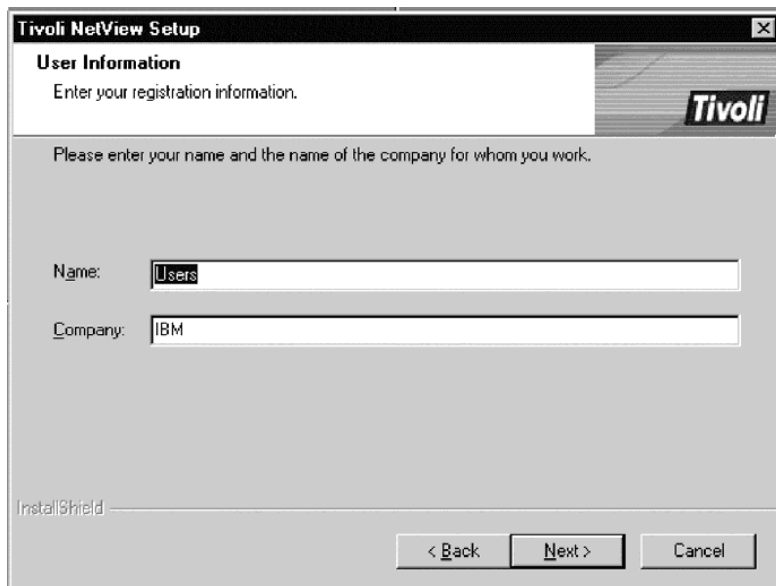 Tivoli NetView Setup
User Information
Enter your registration information.
Tivoli
Please enter your name and the name of the company for whom you work.
Name: Users
Company: IBM
InstallShield
< Back Next > Cancel